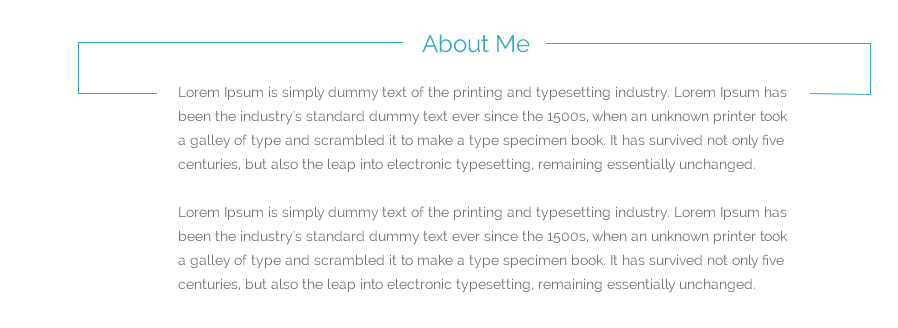 About Me
Lorem Ipsum is simply dummy text of the printing and typesetting industry. Lorem Ipsum has
been the industry's standard dummy text ever since the 1500s, when an unknown printer took
a galley of type and scrambled it to make a type specimen book. It has survived not only five
centuries, but also the leap into electronic typesetting, remaining essentially unchanged.
Lorem Ipsum is simply dummy text of the printing and typesetting industry. Lorem Ipsum has
been the industry's standard dummy text ever since the 1500s, when an unknown printer took
a galley of type and scrambled it to make a type specimen book. It has survived not only five
centuries, but also the leap into electronic typesetting, remaining essentially unchanged.